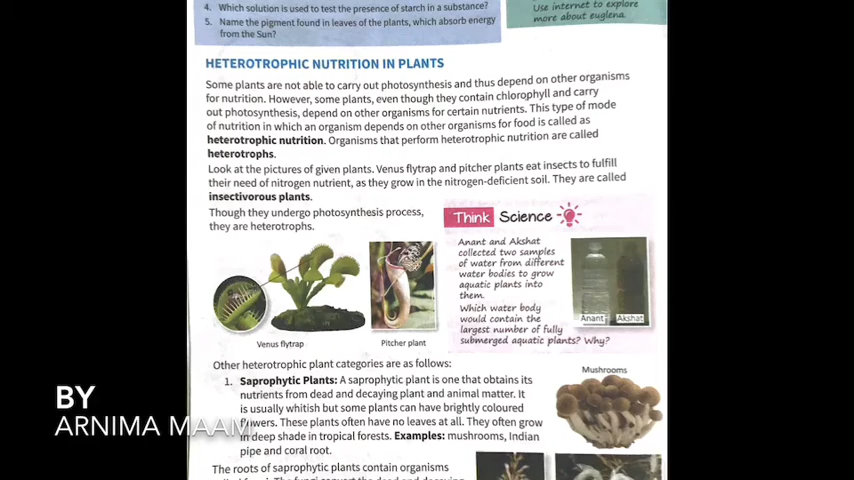 4. Which solution is used to test the presence of starch in a substance?
5. Name the pigment found in leaves of the plants, which absorb energy
from the Sun?
Use internet to explore
more about euglena.
HETEROTROPHIC NUTRITION IN PLANTS
Some plants are not able to carry out photosynthesis and thus depend on other organisms
for nutrition. However, some plants, even though they contain chlorophyll and carry
out photosynthesis, depend on other organisms for certain nutrients. This type of mode
of nutrition in which an organism depends on other organisms for food is called as
heterotrophic nutrition. Organisms that perform heterotrophic nutrition are called
heterotrophs.
Look at the pictures of given plants. Venus flytrap and pitcher plants eat insects to fulfill
their need of nitrogen nutrient, as they grow in the nitrogen-deficient soil. They are called
insectivorous plants.
Though they undergo photosynthesis process,
they are heterotrophs.
Venus flytrap
Pitcher plant
Think Science
Anant and Akshat
collected two samples
of water from different
water bodies to grow
aquatic plants into
them.
Which water body
would contain the
largest number of fully
submerged aquatic plants? Why?
Anant
Akshat
Other heterotrophic plant categories are as follows:
1. Saprophytic Plants: A saprophytic plant is one that obtains its
nutrients from dead and decaying plant and animal matter. It
is usually whitish but some plants can have brightly coloured
flowers. These plants often have no leaves at all. They often grow
in deep shade in tropical forests. Examples: mushrooms, Indian
pipe and coral root.
Mushrooms
The roots of saprophytic plants contain organisms
BY
ARNIMA MAAM